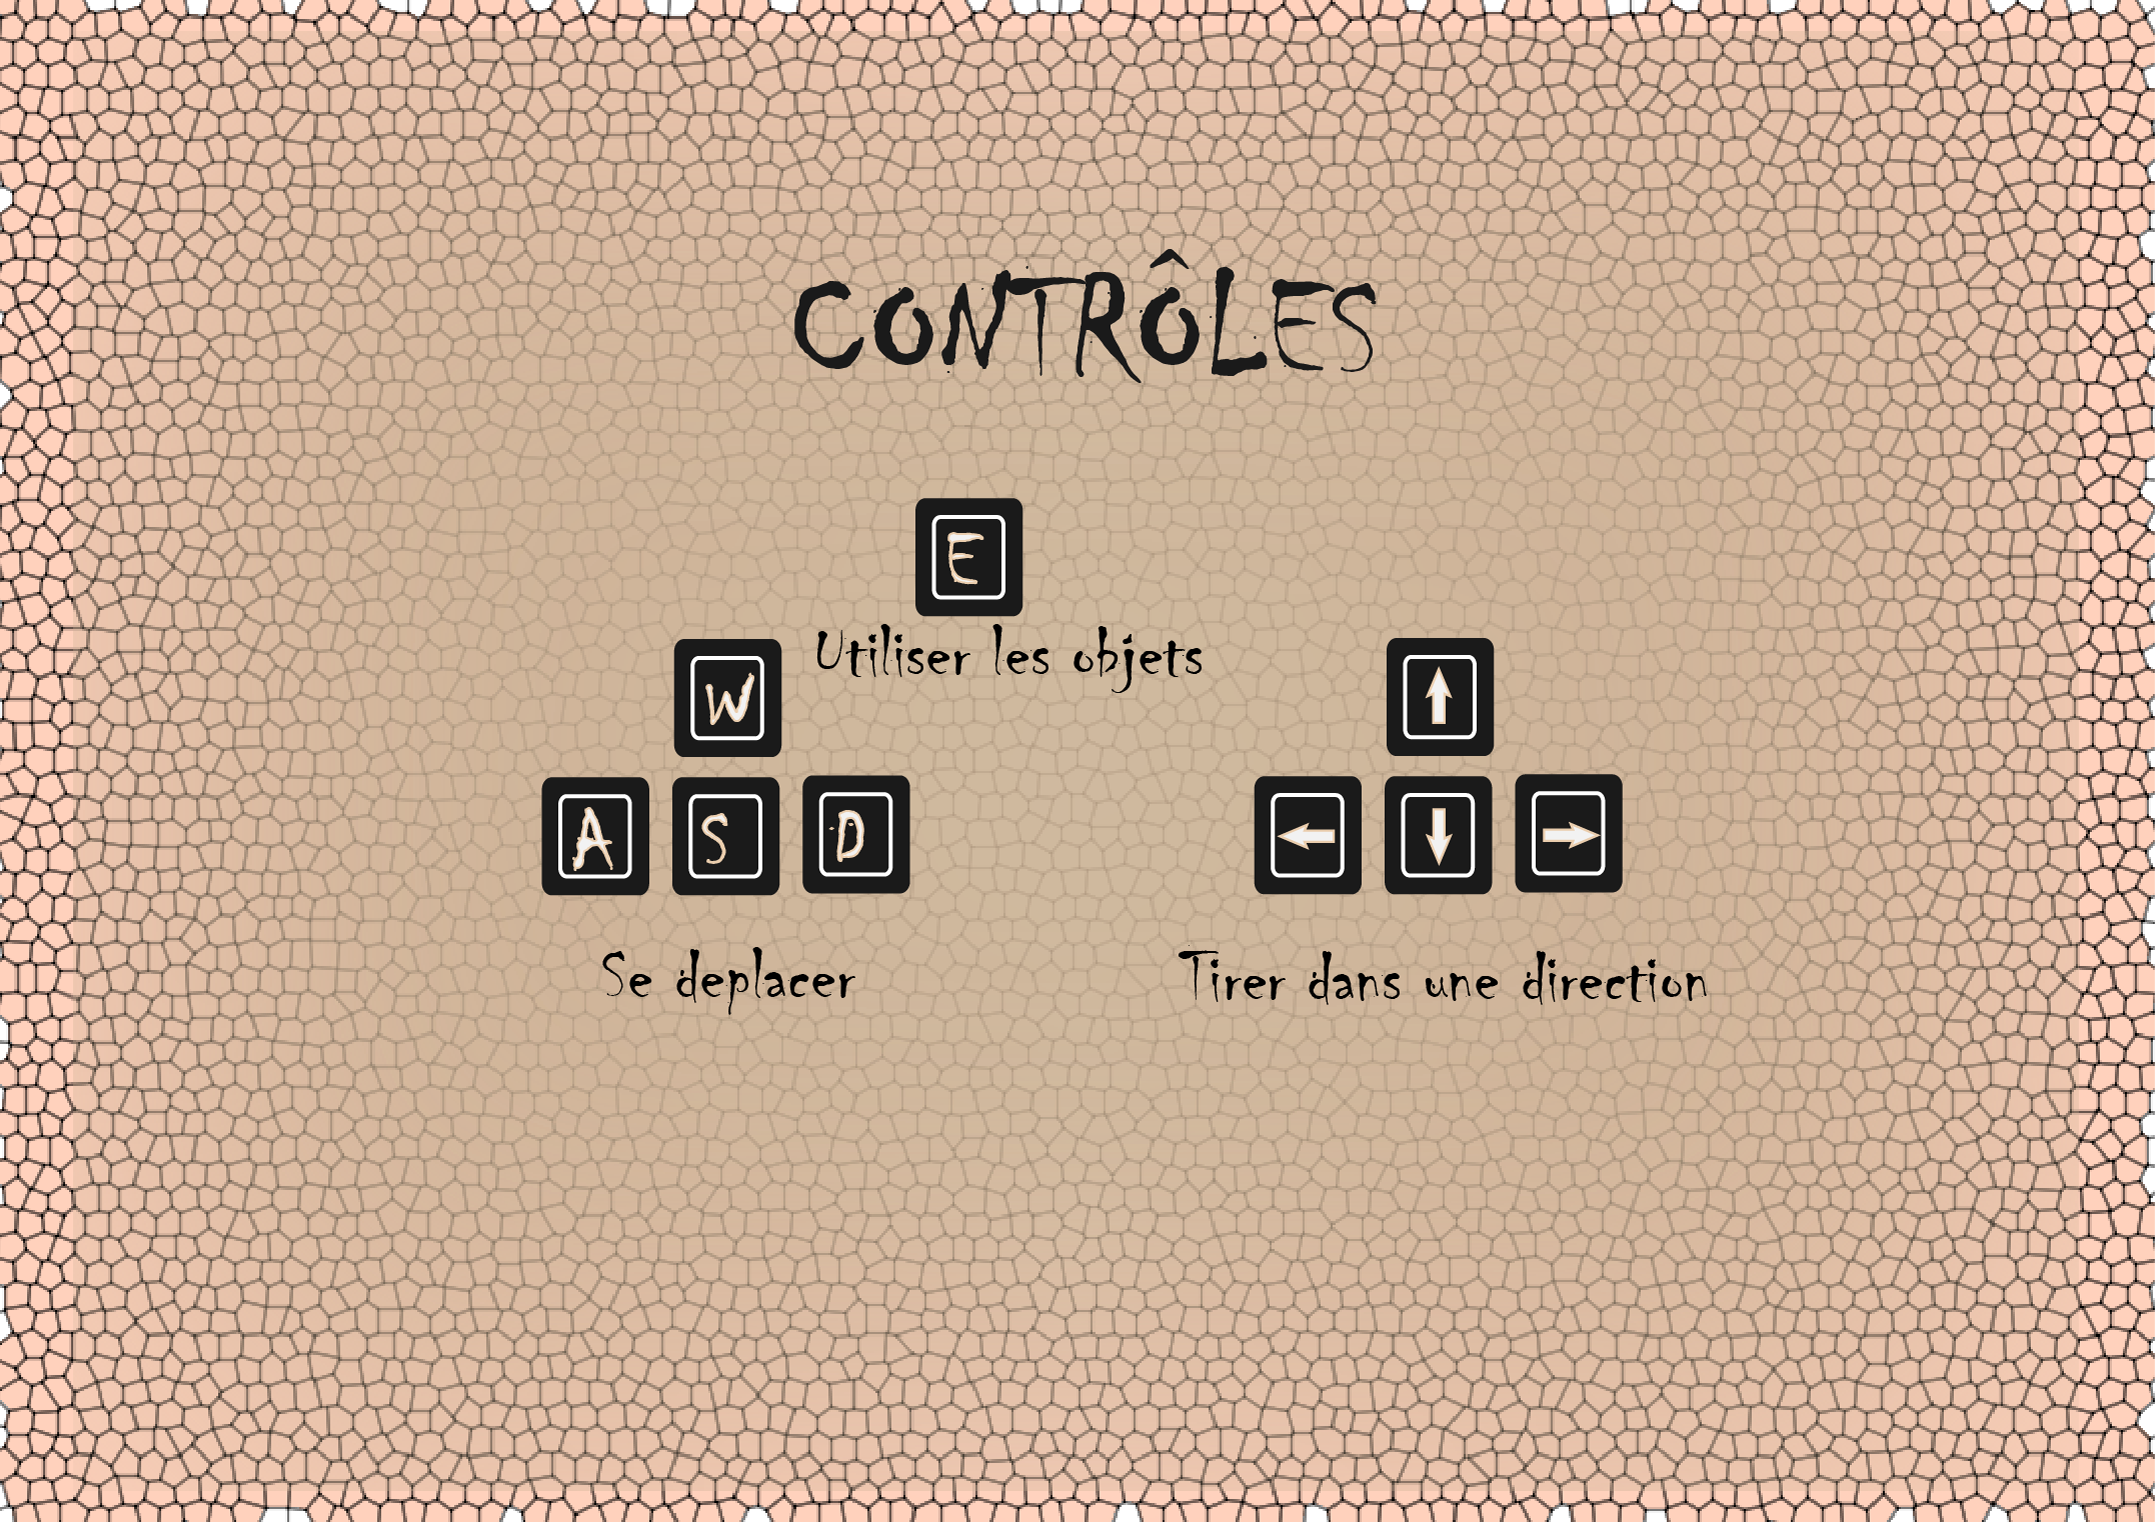 CONTRÔLES
E
Utiliser les objets
W
A S D
Se deplacer
Tirer dans une direction